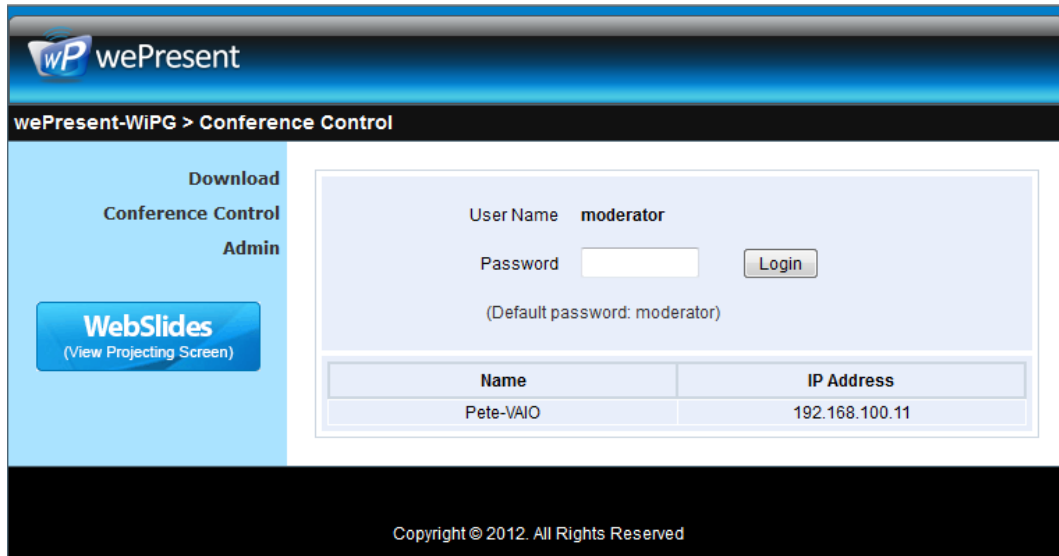 wP wePresent
wePresent-WiPG > Conference Control
Download
Conference Control
Admin
WebSlides
(View Projecting Screen)
User Name moderator
Password Login
(Default password: moderator)
Name IP Address
Pete-VAIO 192.168.100.11
Copyright © 2012. All Rights Reserved